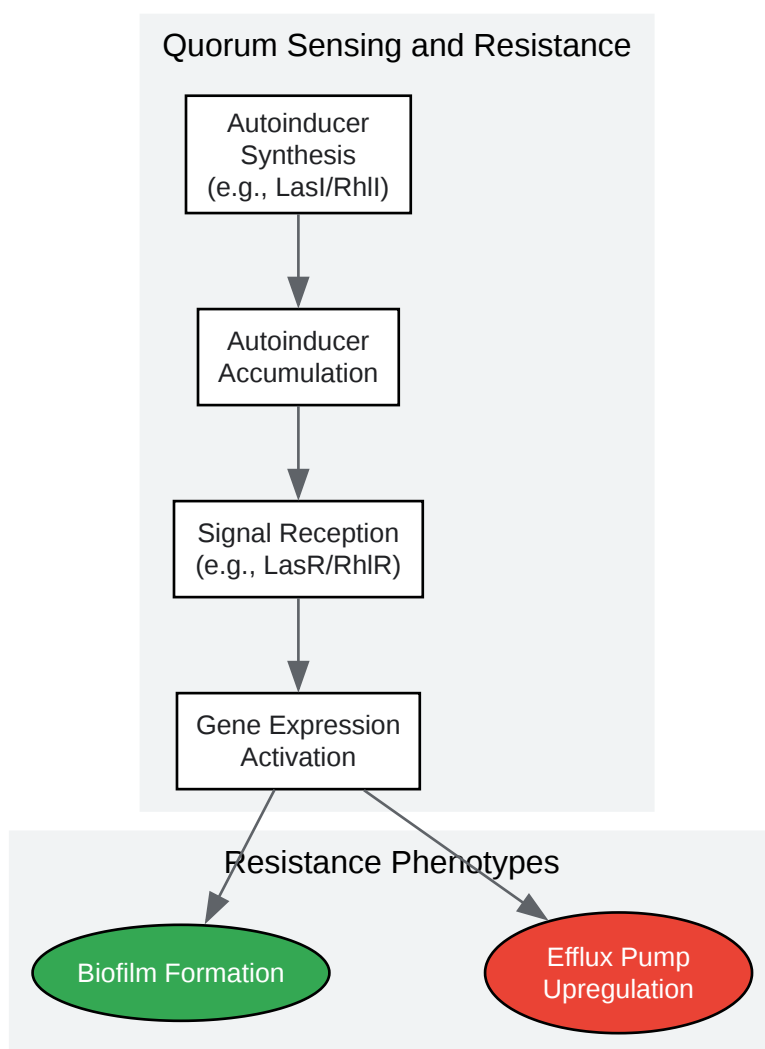 Quorum Sensing and Resistance
Autoinducer
Synthesis
(e.g., LasI/RhlI)
Autoinducer
Accumulation
Signal Reception
(e.g., LasR/RhlR)
Gene Expression
Activation
Resistance Phenotypes
Biofilm Formation
Efflux Pump
Upregulation